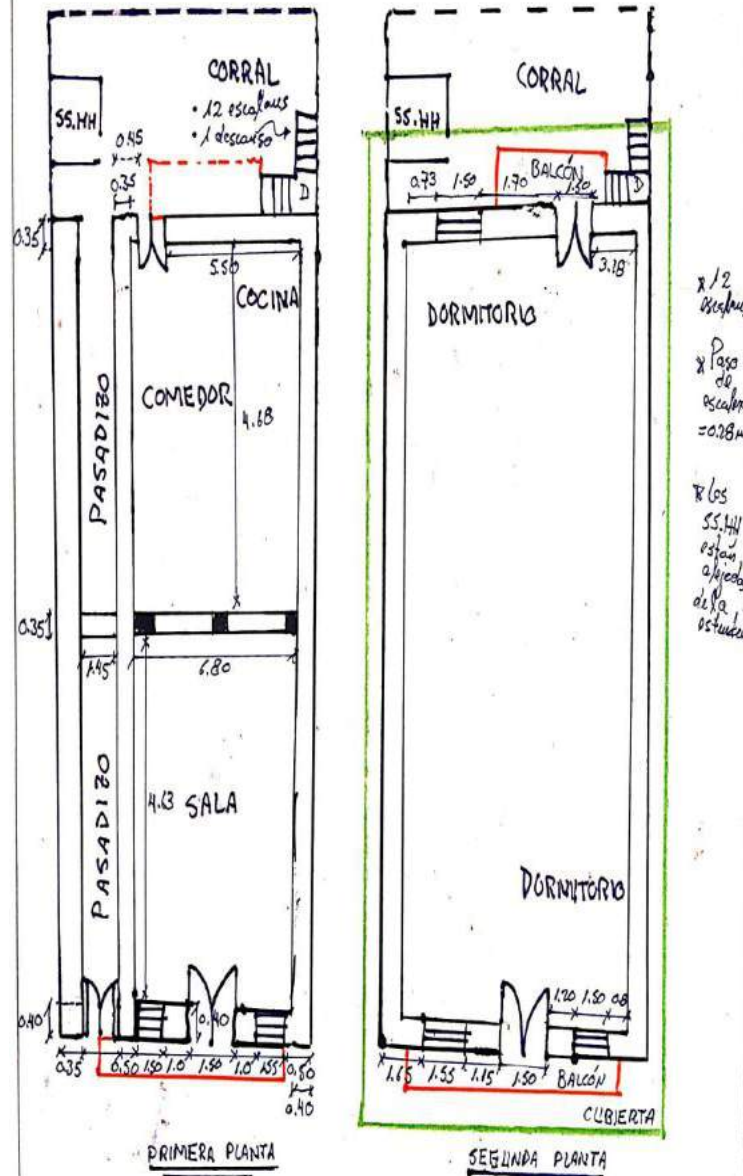 CORRAL
• 12 escalones
• 1 descanso
SS.HH
0.45
0.35
D
0.35
5.50
COCINA
COMEDOR
4.68
PASADIZO
0.35
1.45
6.80
4.63
SALA
PASADIZO
0.40
0.40
0.35
0.50
1.50
1.0
1.50
1.0
1.55
0.50
0.40
PRIMERA PLANTA
CORRAL
SS.HH
BALCÓN
D
0.73
1.50
1.70
1.50
3.18
DORMITORIO
DORMITORIO
1.20
1.50
0.8
1.65
1.55
1.15
1.50
BALCÓN
CUBIERTA
SEGUNDA PLANTA
* 12
* Paso
de
=0.28
* Los
SS.HH
están
de la